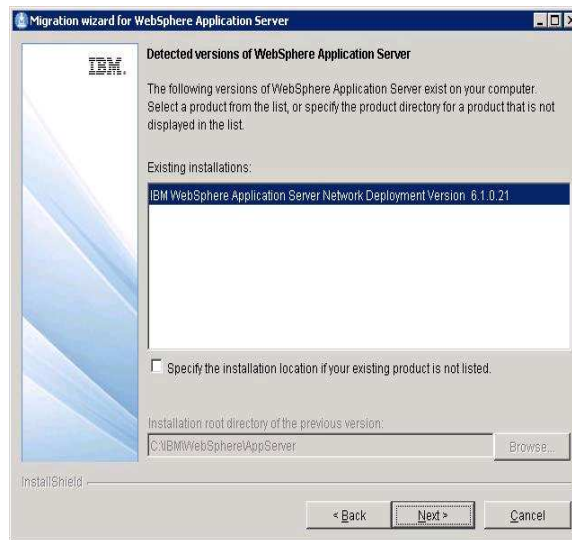 Migration wizard for WebSphere Application Server
IBM.
Detected versions of WebSphere Application Server
The following versions of WebSphere Application Server exist on your computer.
Select a product from the list, or specify the product directory for a product that is not
displayed in the list.
Existing installations:
IBM WebSphere Application Server Network Deployment Version 6.1.0.21
Specify the installation location if your existing product is not listed.
Installation root directory of the previous version:
C:\IBM\WebSphere\AppServer
Browse...
InstallShield
< Back
Next >
Cancel